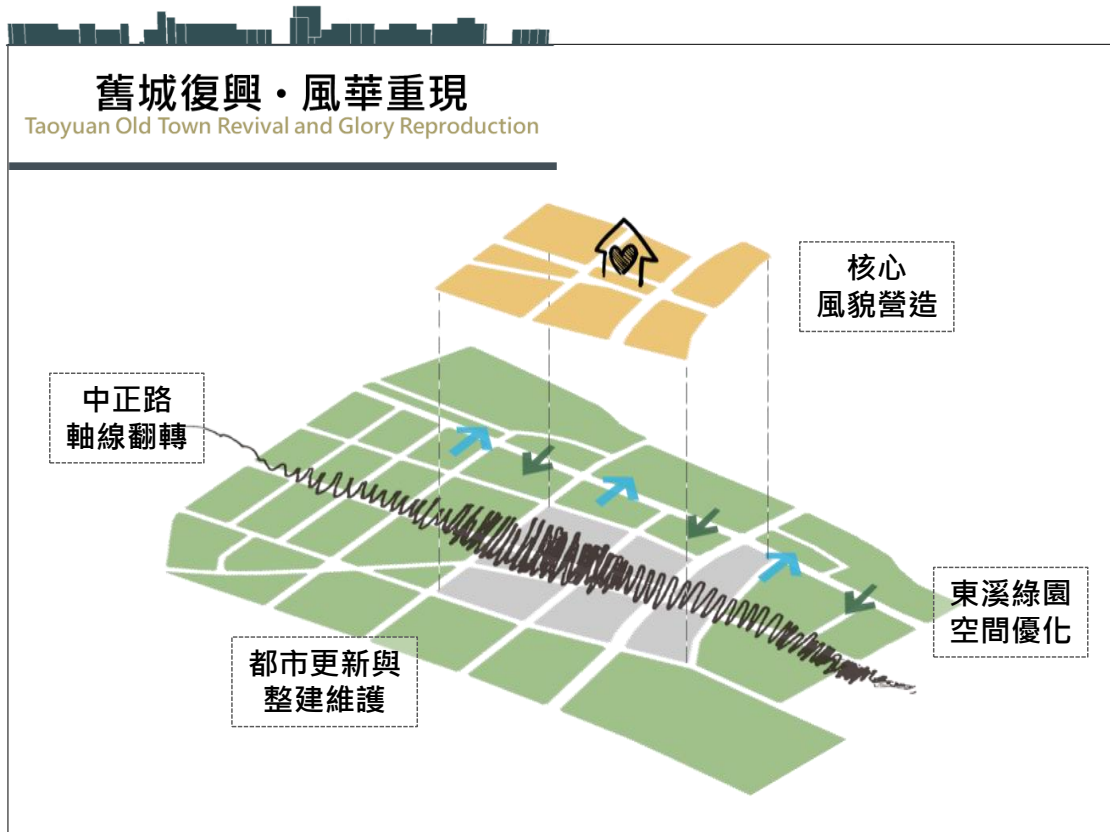 舊城復興・風華重現
Taoyuan Old Town Revival and Glory Reproduction
核心
風貌營造
中正路
軸線翻轉
東溪綠園
空間優化
都市更新與
整建維護